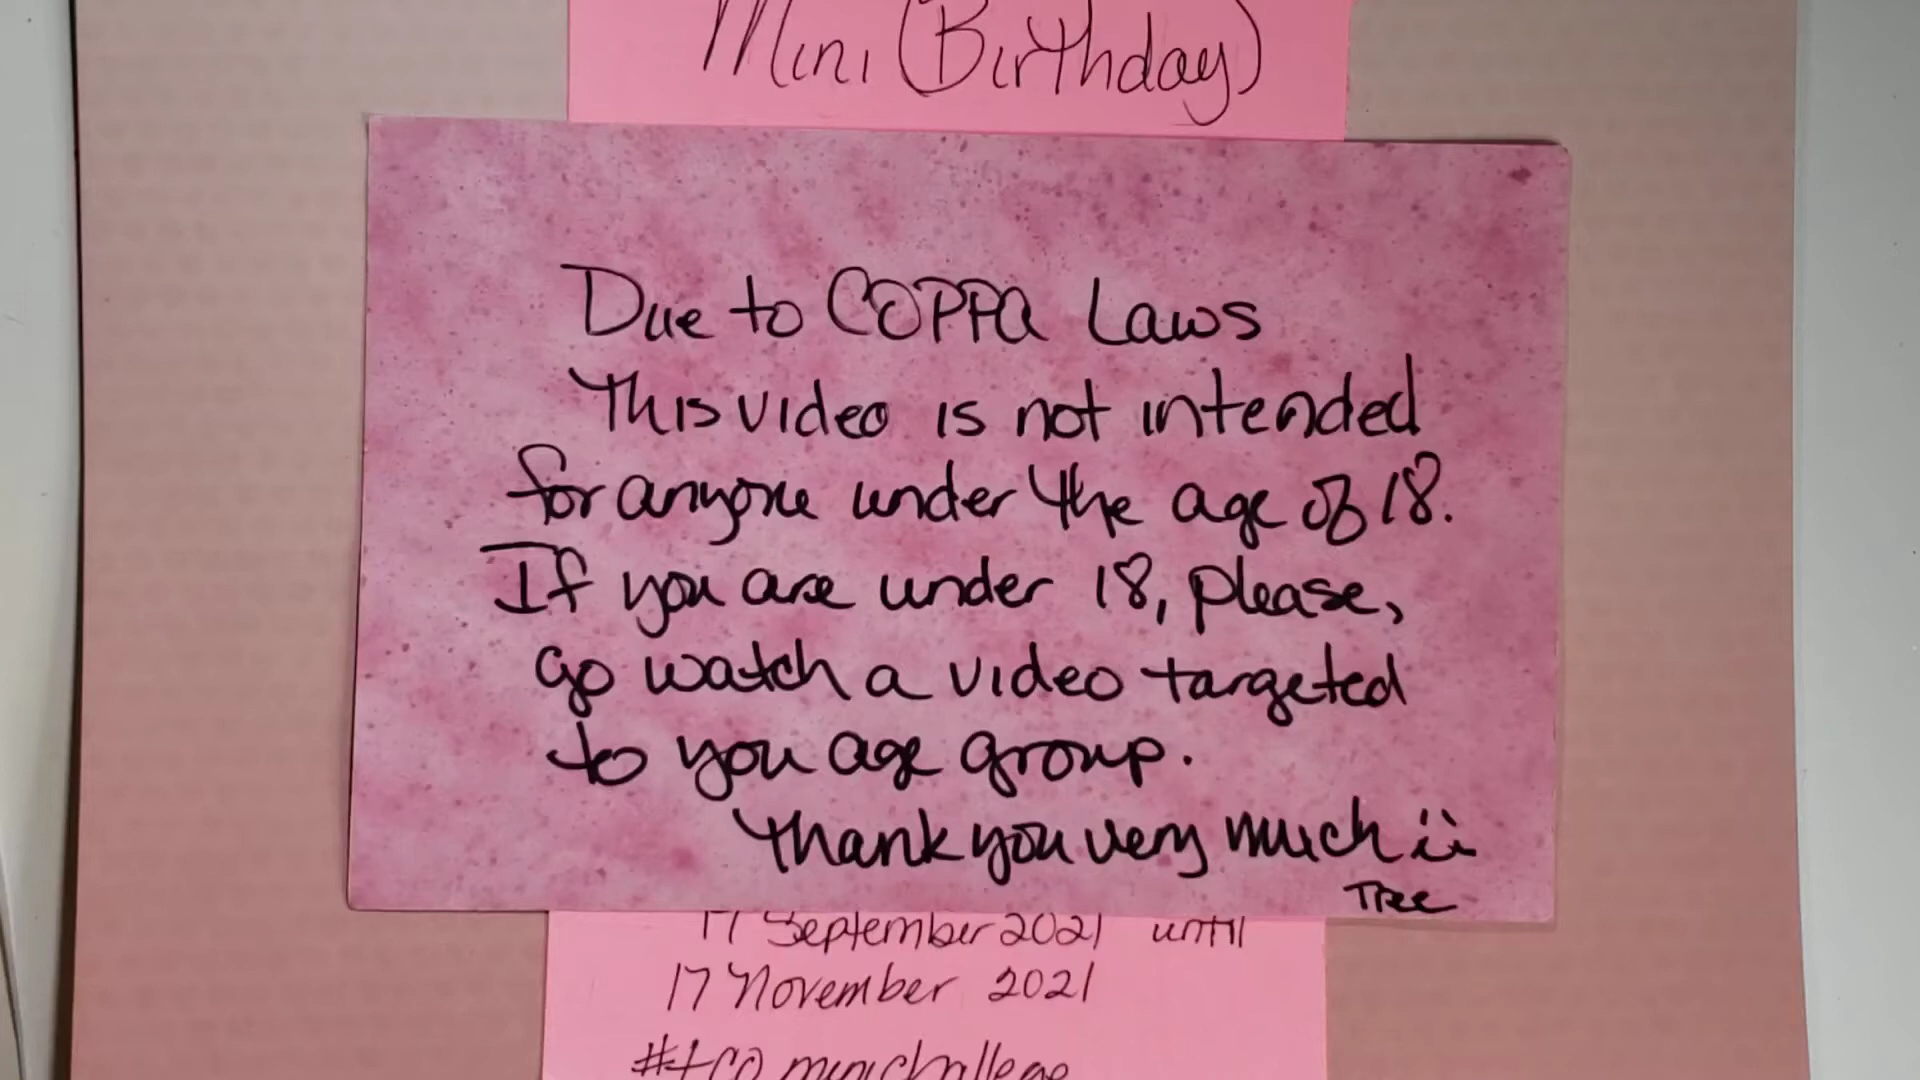 Mini (Birthday)
Due to COPPA Laws
This video is not intended
for anyone under the age of 18.
If you are under 18, please,
go watch a video targeted
to you age group.
Thank you very much ü
Tree
17 September 2021 until
17 November 2021
minichallege